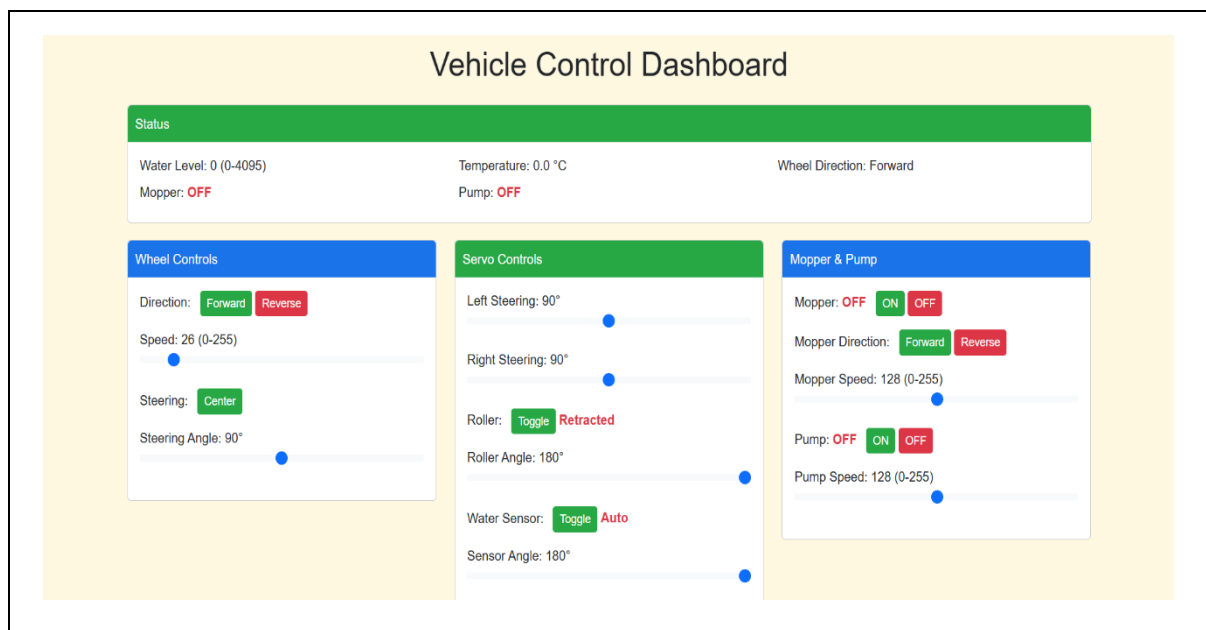 Vehicle Control Dashboard
Status
Water Level: 0 (0-4095)
Temperature: 0.0 °C
Wheel Direction: Forward
Mopper: OFF
Pump: OFF
Wheel Controls
Direction: Forward Reverse
Speed: 26 (0-255)
Steering: Center
Steering Angle: 90°
Servo Controls
Left Steering: 90°
Right Steering: 90°
Roller: Toggle Retracted
Roller Angle: 180°
Water Sensor: Toggle Auto
Sensor Angle: 180°
Mopper & Pump
Mopper: OFF ON OFF
Mopper Direction: Forward Reverse
Mopper Speed: 128 (0-255)
Pump: OFF ON OFF
Pump Speed: 128 (0-255)